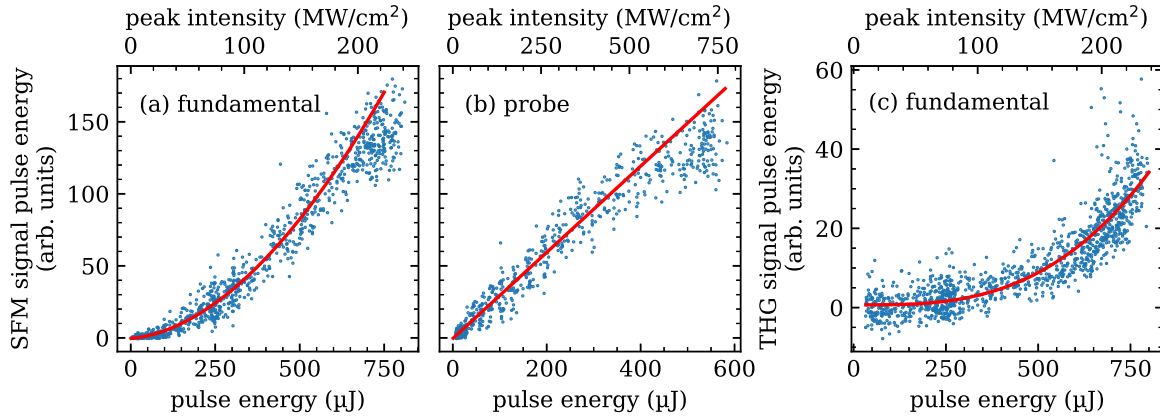 peak intensity (MW/cm²)
0 100 200
SFM signal pulse energy
(arb. units)
150
100
50
0
(a) fundamental
0 250 500 750
pulse energy (µJ)
peak intensity (MW/cm²)
0 250 500 750
(b) probe
0 200 400 600
pulse energy (µJ)
peak intensity (MW/cm²)
0 100 200
THG signal pulse energy
(arb. units)
60
40
20
0
(c) fundamental
0 250 500 750
pulse energy (µJ)